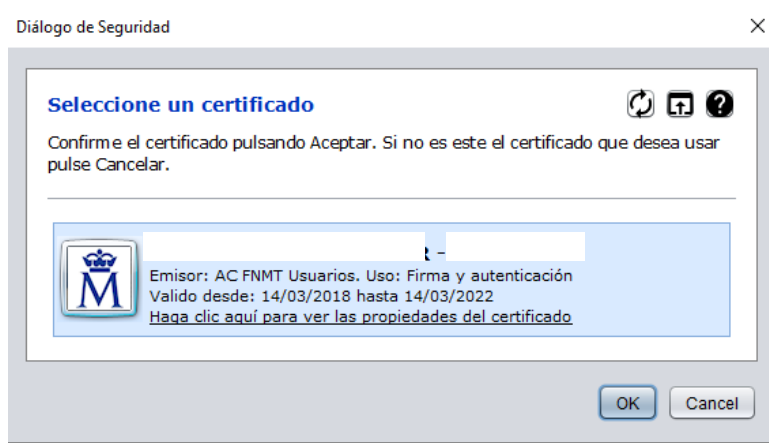 Diálogo de Seguridad
Seleccione un certificado
Confirme el certificado pulsando Aceptar. Si no es este el certificado que desea usar
pulse Cancelar.
Emisor: AC FNMT Usuarios. Uso: Firma y autenticación
Valido desde: 14/03/2018 hasta 14/03/2022
Haga clic aquí para ver las propiedades del certificado
OK Cancel